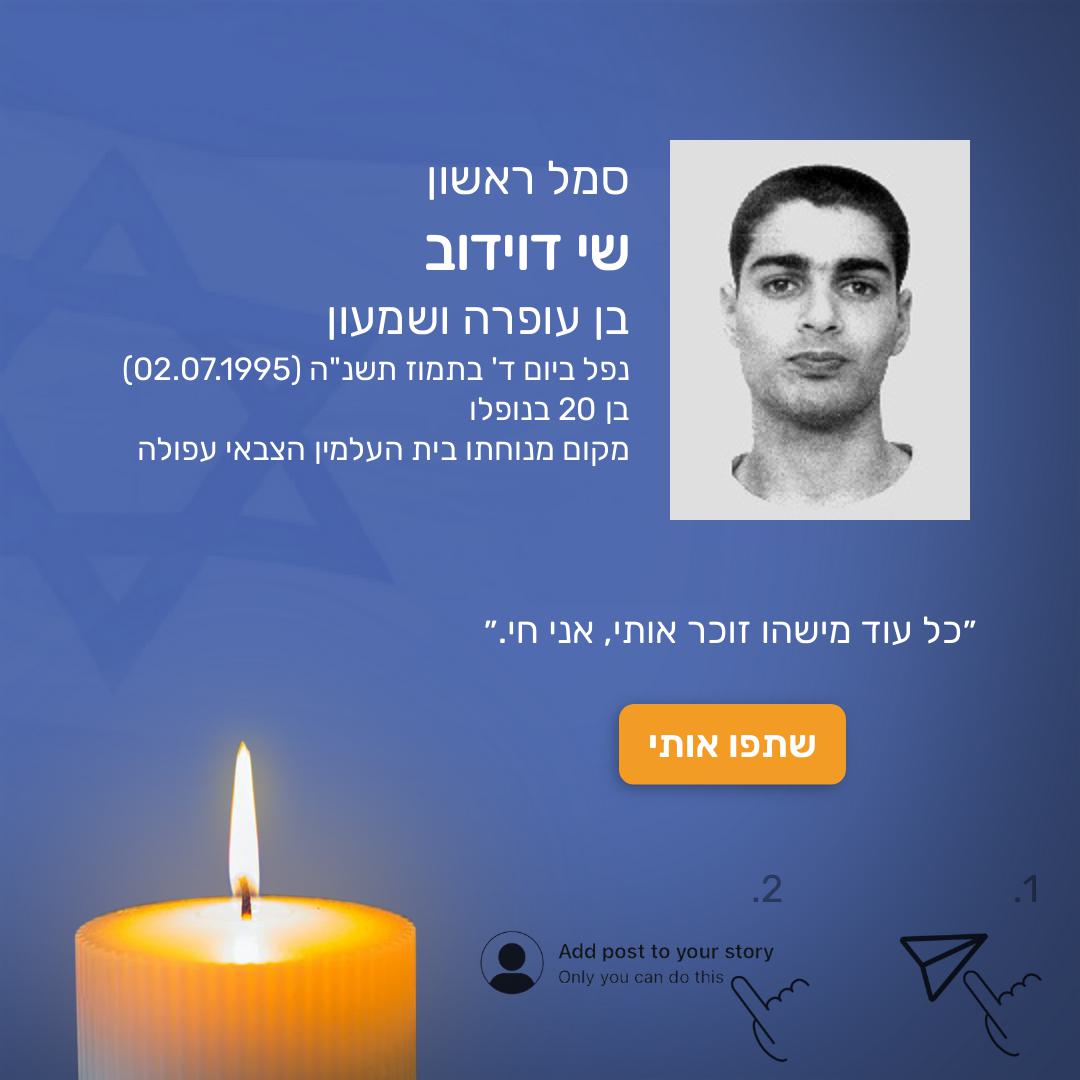 סמל ראשון
שי דוידוב
בן עופרה ושמעון
נפל ביום ד' בתמוז תשנ"ה (02.07.1995)
בן 20 בנופלו
מקום מנוחתו בית העלמין הצבאי עפולה
״כל עוד מישהו זוכר אותי, אני חי.״
שתפו אותי
1.
2.
Add post to your story
Only you can do this